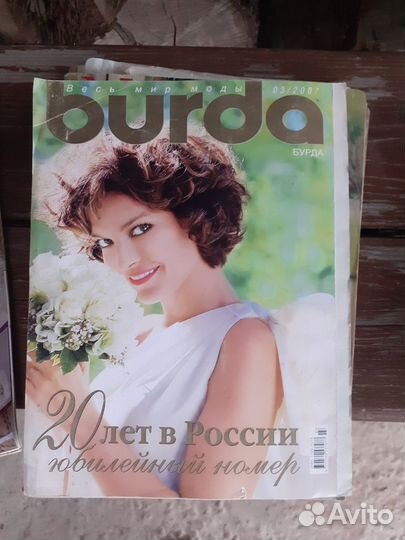 Весь мир моды 03/2007
burda
БУРДА
20 лет в России
юбилейный номер
Avito